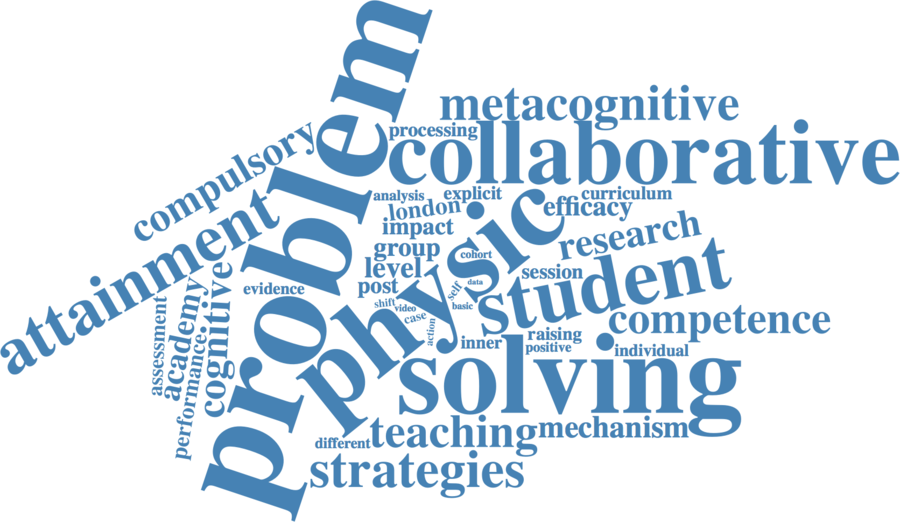 problem
metacognitive
processing
collaborative
compulsory
analysis
explicit
curriculum
london
efficacy
impact
attainment
physic
research
group
cohort
level
session
student
data
self
post
evidence
shift
video
basic
case
action
competence
cognitive
academy
assessment
performance
inner
raising
positive
individual
solving
different
teaching
mechanism
strategies